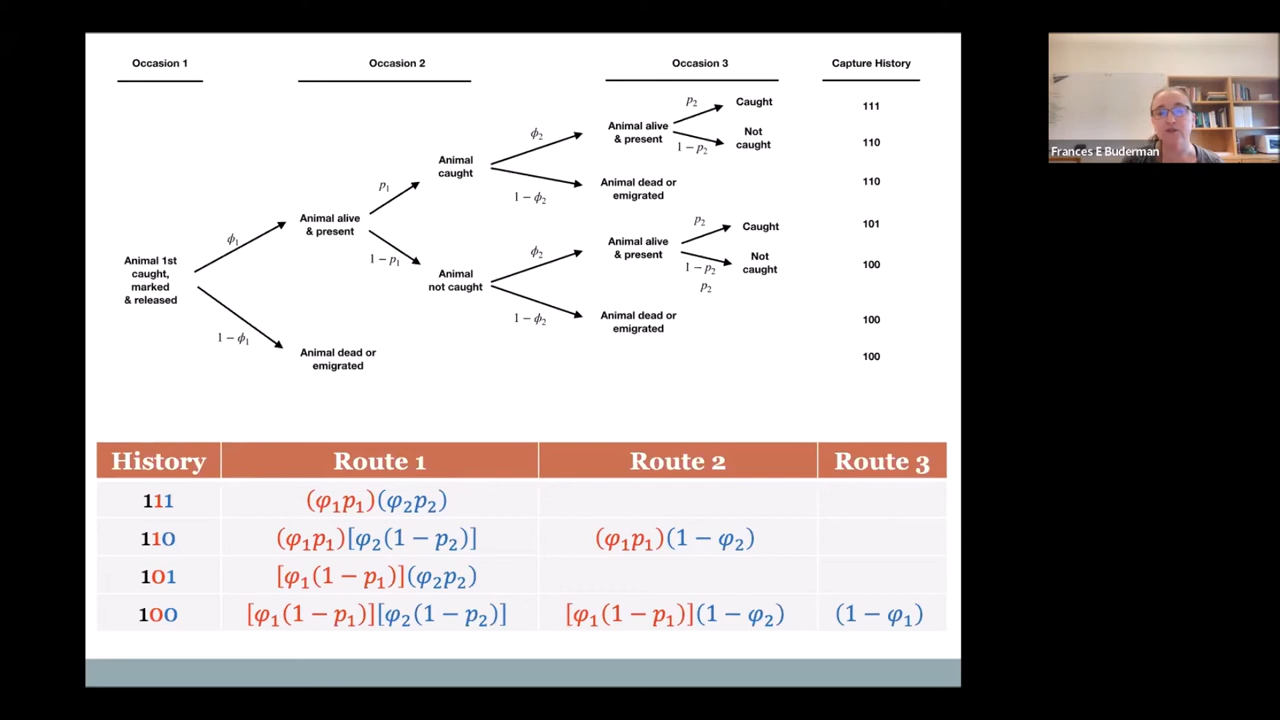 Occasion 1 Occasion 2 Occasion 3 Capture History
p₂ Caught 111
ϕ₂ Animal alive & present
1 − p₂ Not caught 110
Animal caught
p₁
1 − ϕ₂ Animal dead or emigrated 110
ϕ₁ Animal alive & present
p₂ Caught 101
ϕ₂ Animal alive & present
1 − p₁
1 − p₂ Not caught 100
p₂
Animal 1st caught, marked & released
Animal not caught
1 − ϕ₂ Animal dead or emigrated 100
1 − ϕ₁ Animal dead or emigrated 100
History Route 1 Route 2 Route 3
111 (φ₁p₁)(φ₂p₂)
110 (φ₁p₁)[φ₂(1 − p₂)] (φ₁p₁)(1 − φ₂)
101 [φ₁(1 − p₁)](φ₂p₂)
100 [φ₁(1 − p₁)][φ₂(1 − p₂)] [φ₁(1 − p₁)](1 − φ₂) (1 − φ₁)
Frances E Buderman